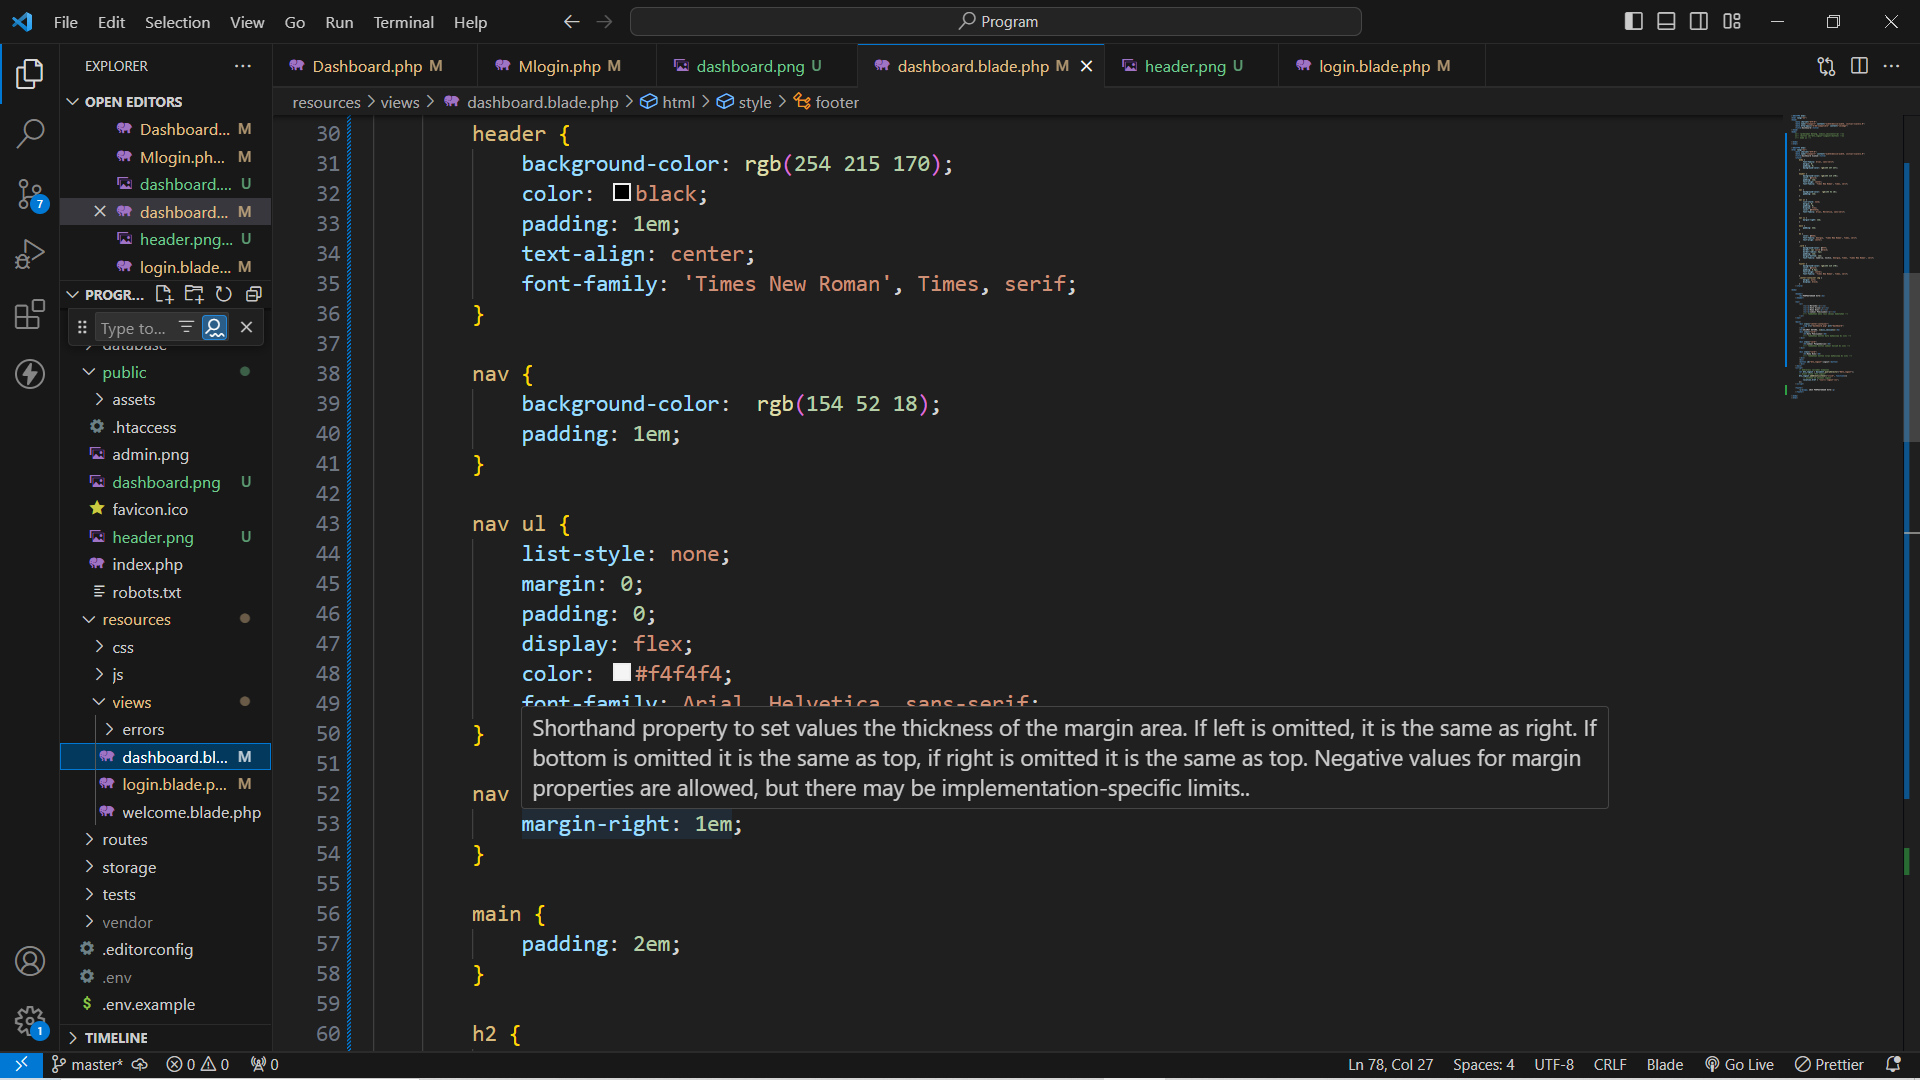 File Edit Selection View Go Run Terminal Help
Program
EXPLORER
Dashboard.php M
Mlogin.php M
dashboard.png U
dashboard.blade.php M
header.png U
login.blade.php M
resources > views > dashboard.blade.php > html > style > footer
OPEN EDITORS
Dashboard... M
Mlogin.ph... M
dashboard.... U
dashboard... M
header.png... U
login.blade... M
PROGR...
Type to...
database
public
assets
.htaccess
admin.png
dashboard.png U
favicon.ico
header.png U
index.php
robots.txt
resources
css
js
views
errors
dashboard.bl... M
login.blade.p... M
welcome.blade.php
routes
storage
tests
vendor
.editorconfig
.env
.env.example
TIMELINE
7
1
30 header {
31 background-color: rgb(254 215 170);
32 color: black;
33 padding: 1em;
34 text-align: center;
35 font-family: 'Times New Roman', Times, serif;
36 }
37
38 nav {
39 background-color:  rgb(154 52 18);
40 padding: 1em;
41 }
42
43 nav ul {
44 list-style: none;
45 margin: 0;
46 padding: 0;
47 display: flex;
48 color: #f4f4f4;
49 font-family: Arial, Helvetica, sans-serif;
50 }
51
Shorthand property to set values the thickness of the margin area. If left is omitted, it is the same as right. If
bottom is omitted it is the same as top, if right is omitted it is the same as top. Negative values for margin
properties are allowed, but there may be implementation-specific limits..
52 nav
53 margin-right: 1em;
54 }
55
56 main {
57 padding: 2em;
58 }
59
60 h2 {
master* 0 0 0
Ln 78, Col 27 Spaces: 4 UTF-8 CRLF Blade Go Live Prettier